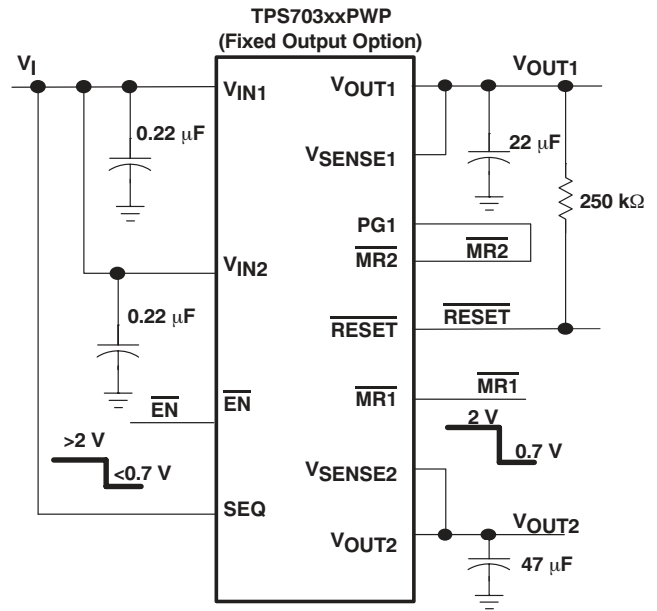 TPS703xxPWP
(Fixed Output Option)
VI
VIN1
VOUT1
VOUT1
0.22 μF
VSENSE1
22 μF
250 kΩ
PG1
MR2
MR2
VIN2
0.22 μF
RESET
RESET
EN
EN
MR1
MR1
>2 V
<0.7 V
2 V
0.7 V
VSENSE2
SEQ
VOUT2
VOUT2
47 μF